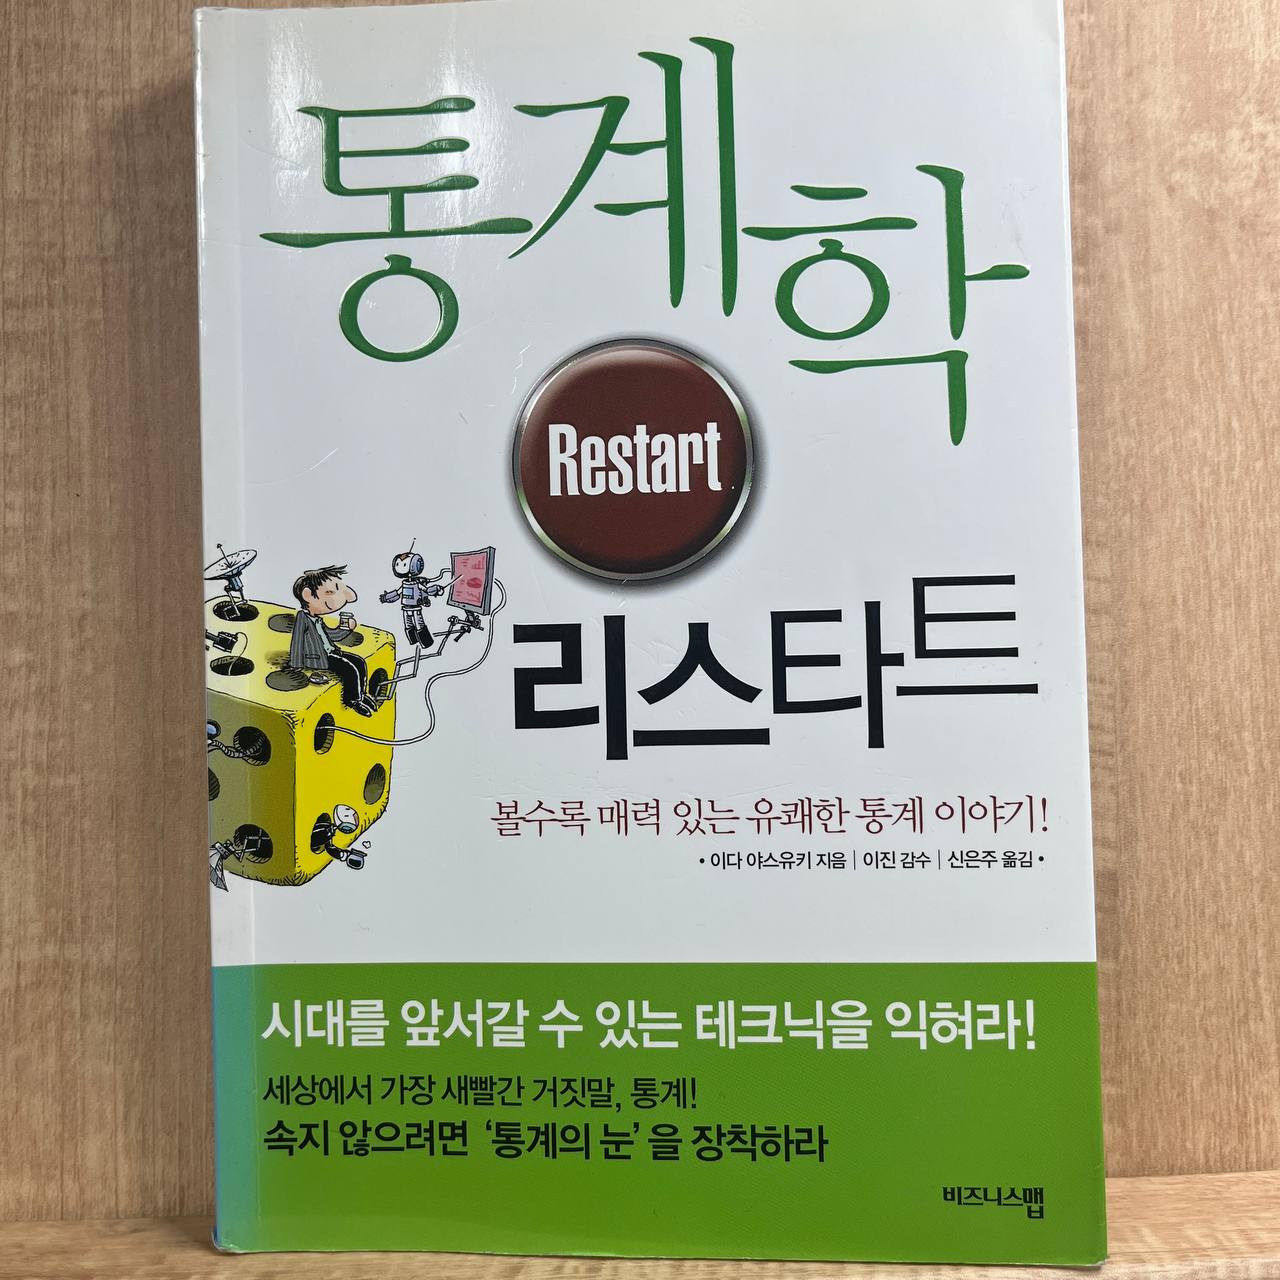 통계학
Restart
리스타트
볼수록 매력 있는 유쾌한 통계 이야기!
• 이다 야스유키 지음 | 이진 감수 | 신은주 옮김 •
시대를 앞서갈 수 있는 테크닉을 익혀라!
세상에서 가장 새빨간 거짓말, 통계!
속지 않으려면 ‘통계의 눈’을 장착하라
비즈니스맵